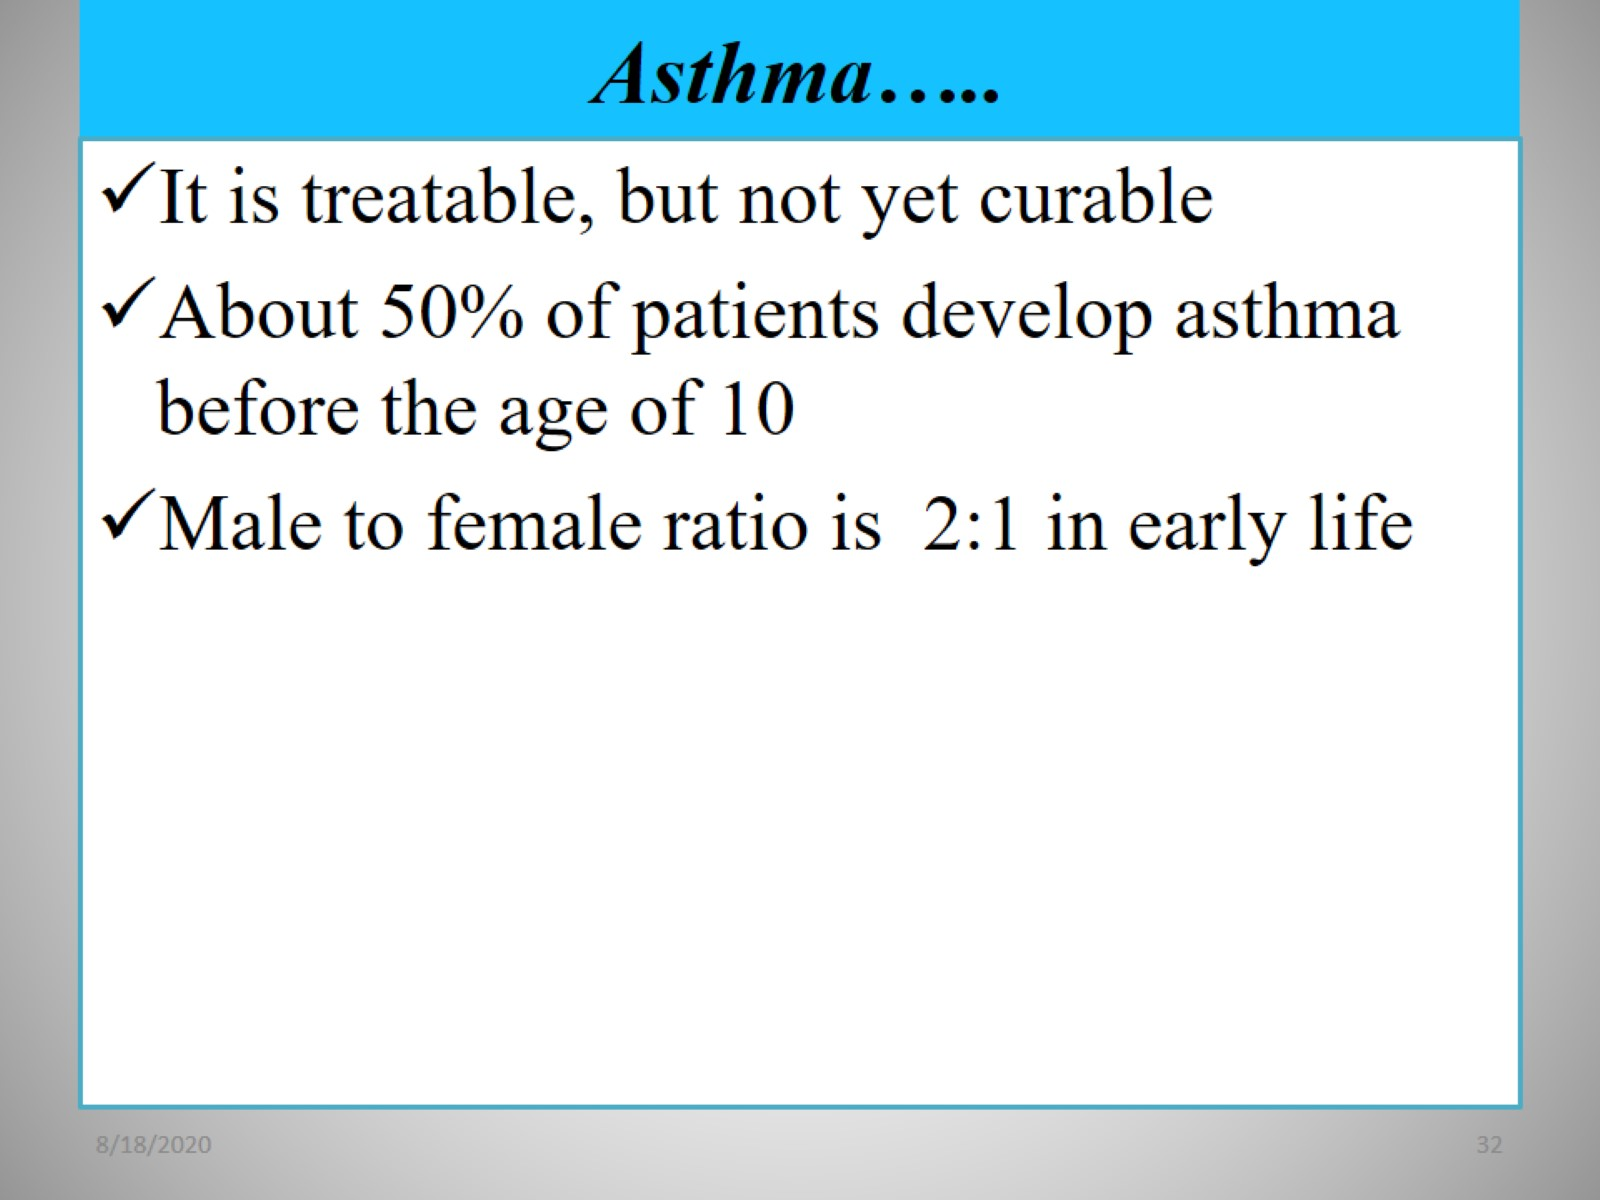 Asthma…..
✓It is treatable, but not yet curable
✓About 50% of patients develop asthma
before the age of 10
✓Male to female ratio is  2:1 in early life
8/18/2020
32